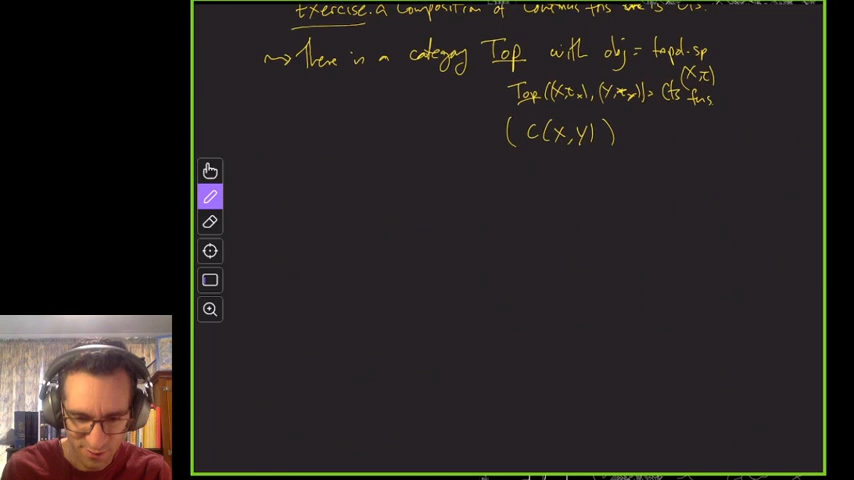 Exercise. a composition of continuous fns is cts.
⇝ There is a category Top with obj = topol. sp (X,τ)
Top((X,τ_X), (Y,τ_Y)) = cts fns.
( C(X,Y) )